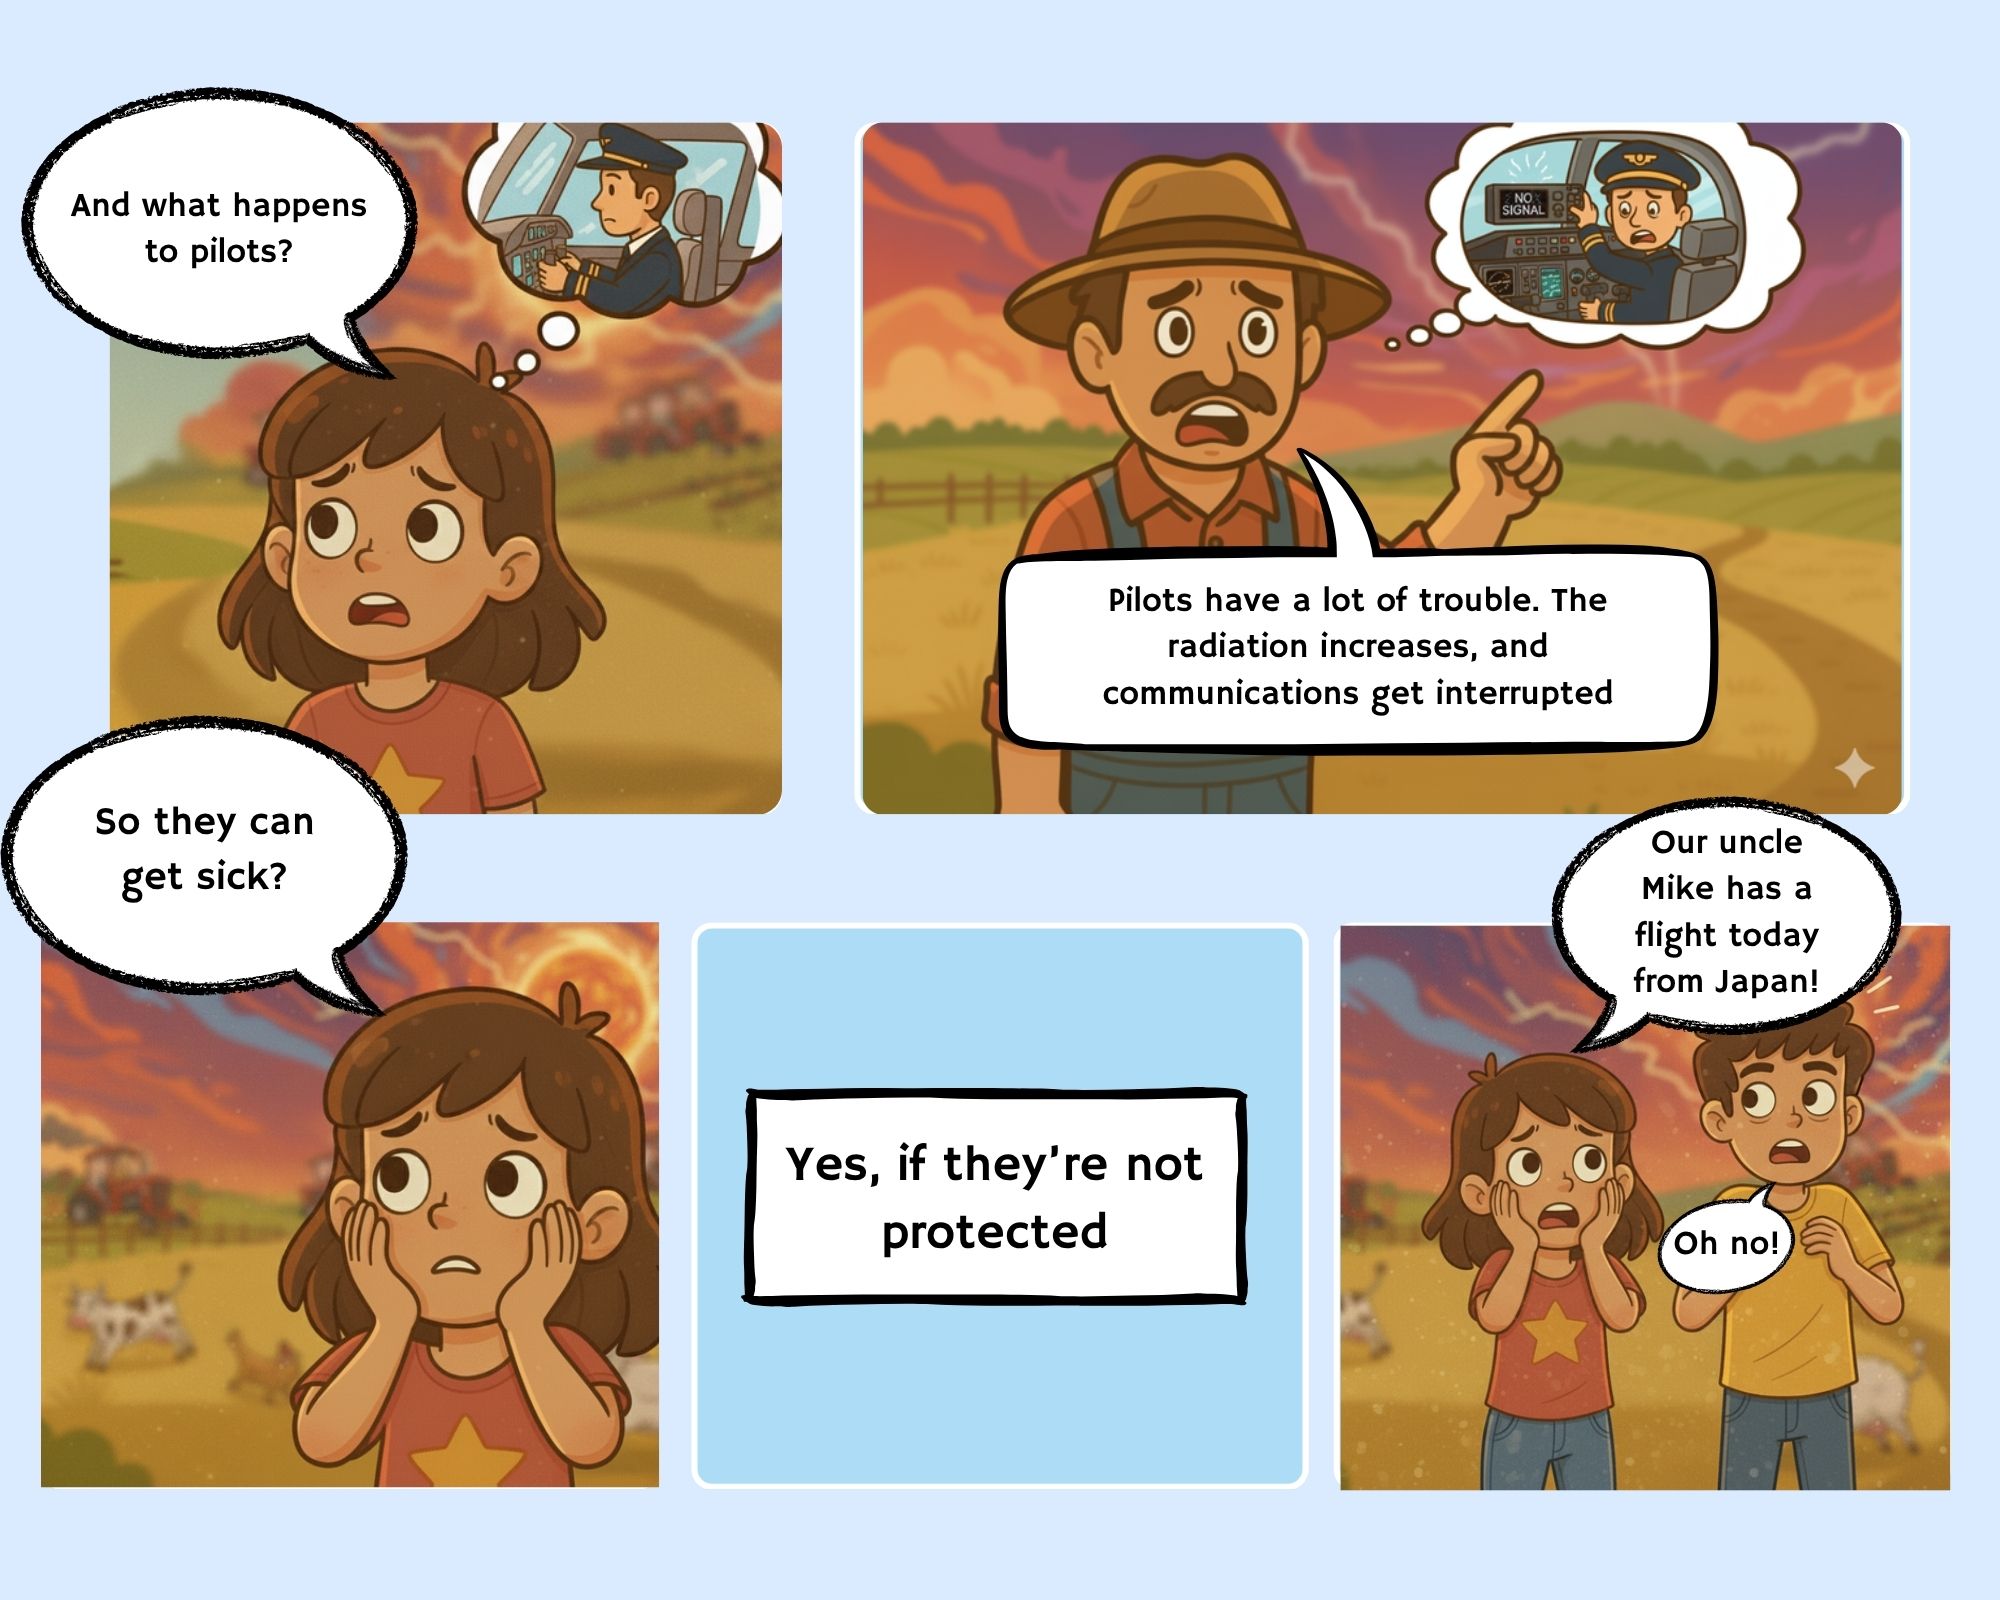 And what happens
to pilots?
NO
SIGNAL
Pilots have a lot of trouble. The
radiation increases, and
communications get interrupted
So they can
get sick?
Yes, if they're not
protected
Our uncle
Mike has a
flight today
from Japan!
Oh no!